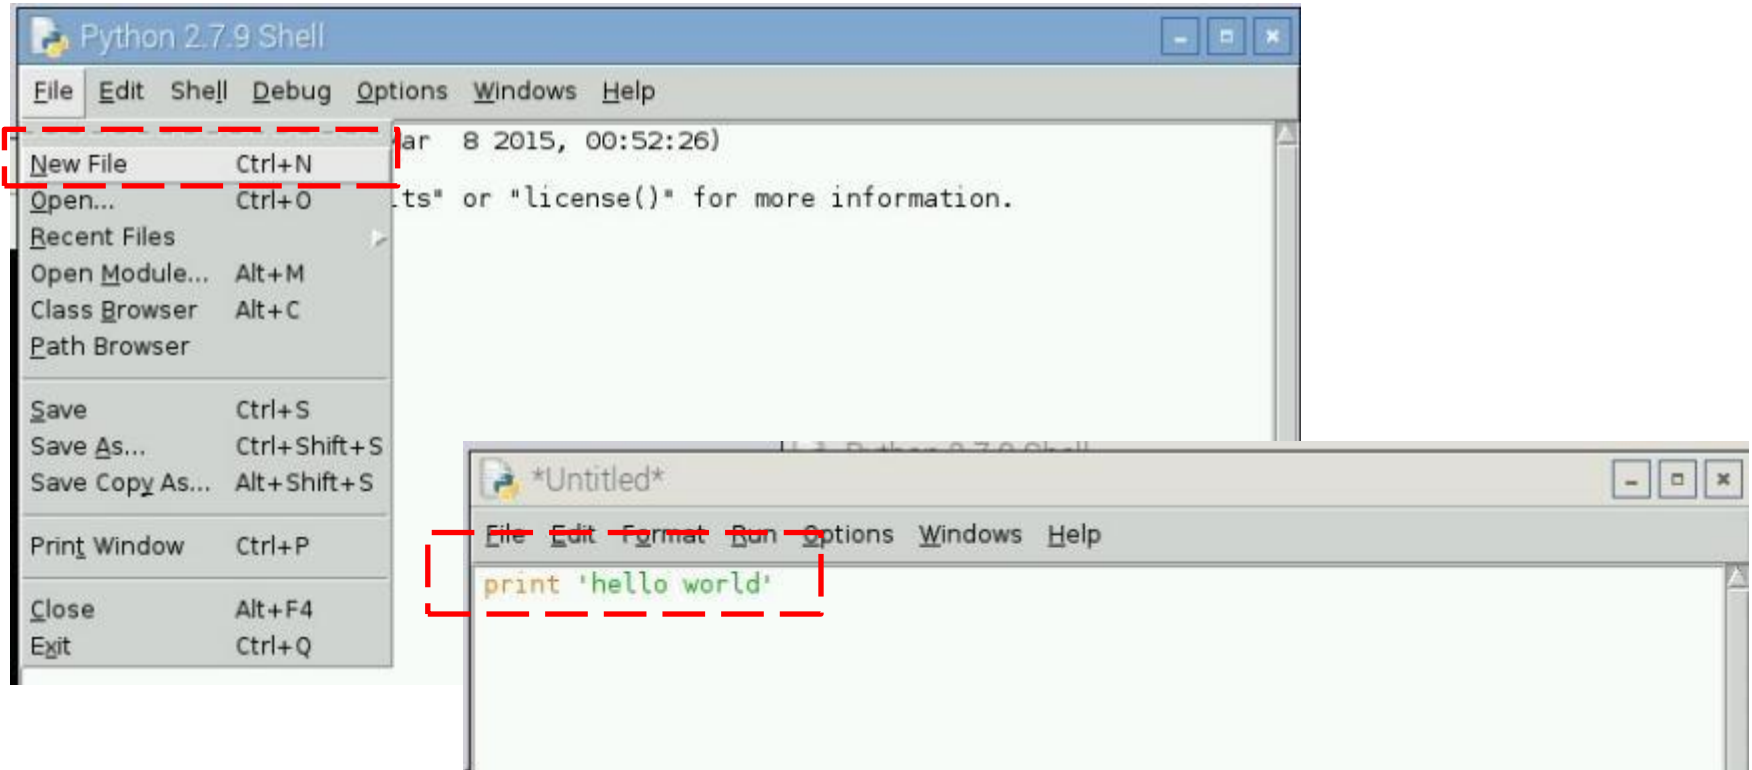 Python 2.7.9 Shell
File Edit Shell Debug Options Windows Help
8 2015, 00:52:26)
New File Ctrl+N
Open... Ctrl+O
or "license()" for more information.
Recent Files
Open Module... Alt+M
Class Browser Alt+C
Path Browser
Save Ctrl+S
Save As... Ctrl+Shift+S
Save Copy As... Alt+Shift+S
Print Window Ctrl+P
Close Alt+F4
Exit Ctrl+Q
*Untitled*
File Edit Format Run Options Windows Help
print 'hello world'